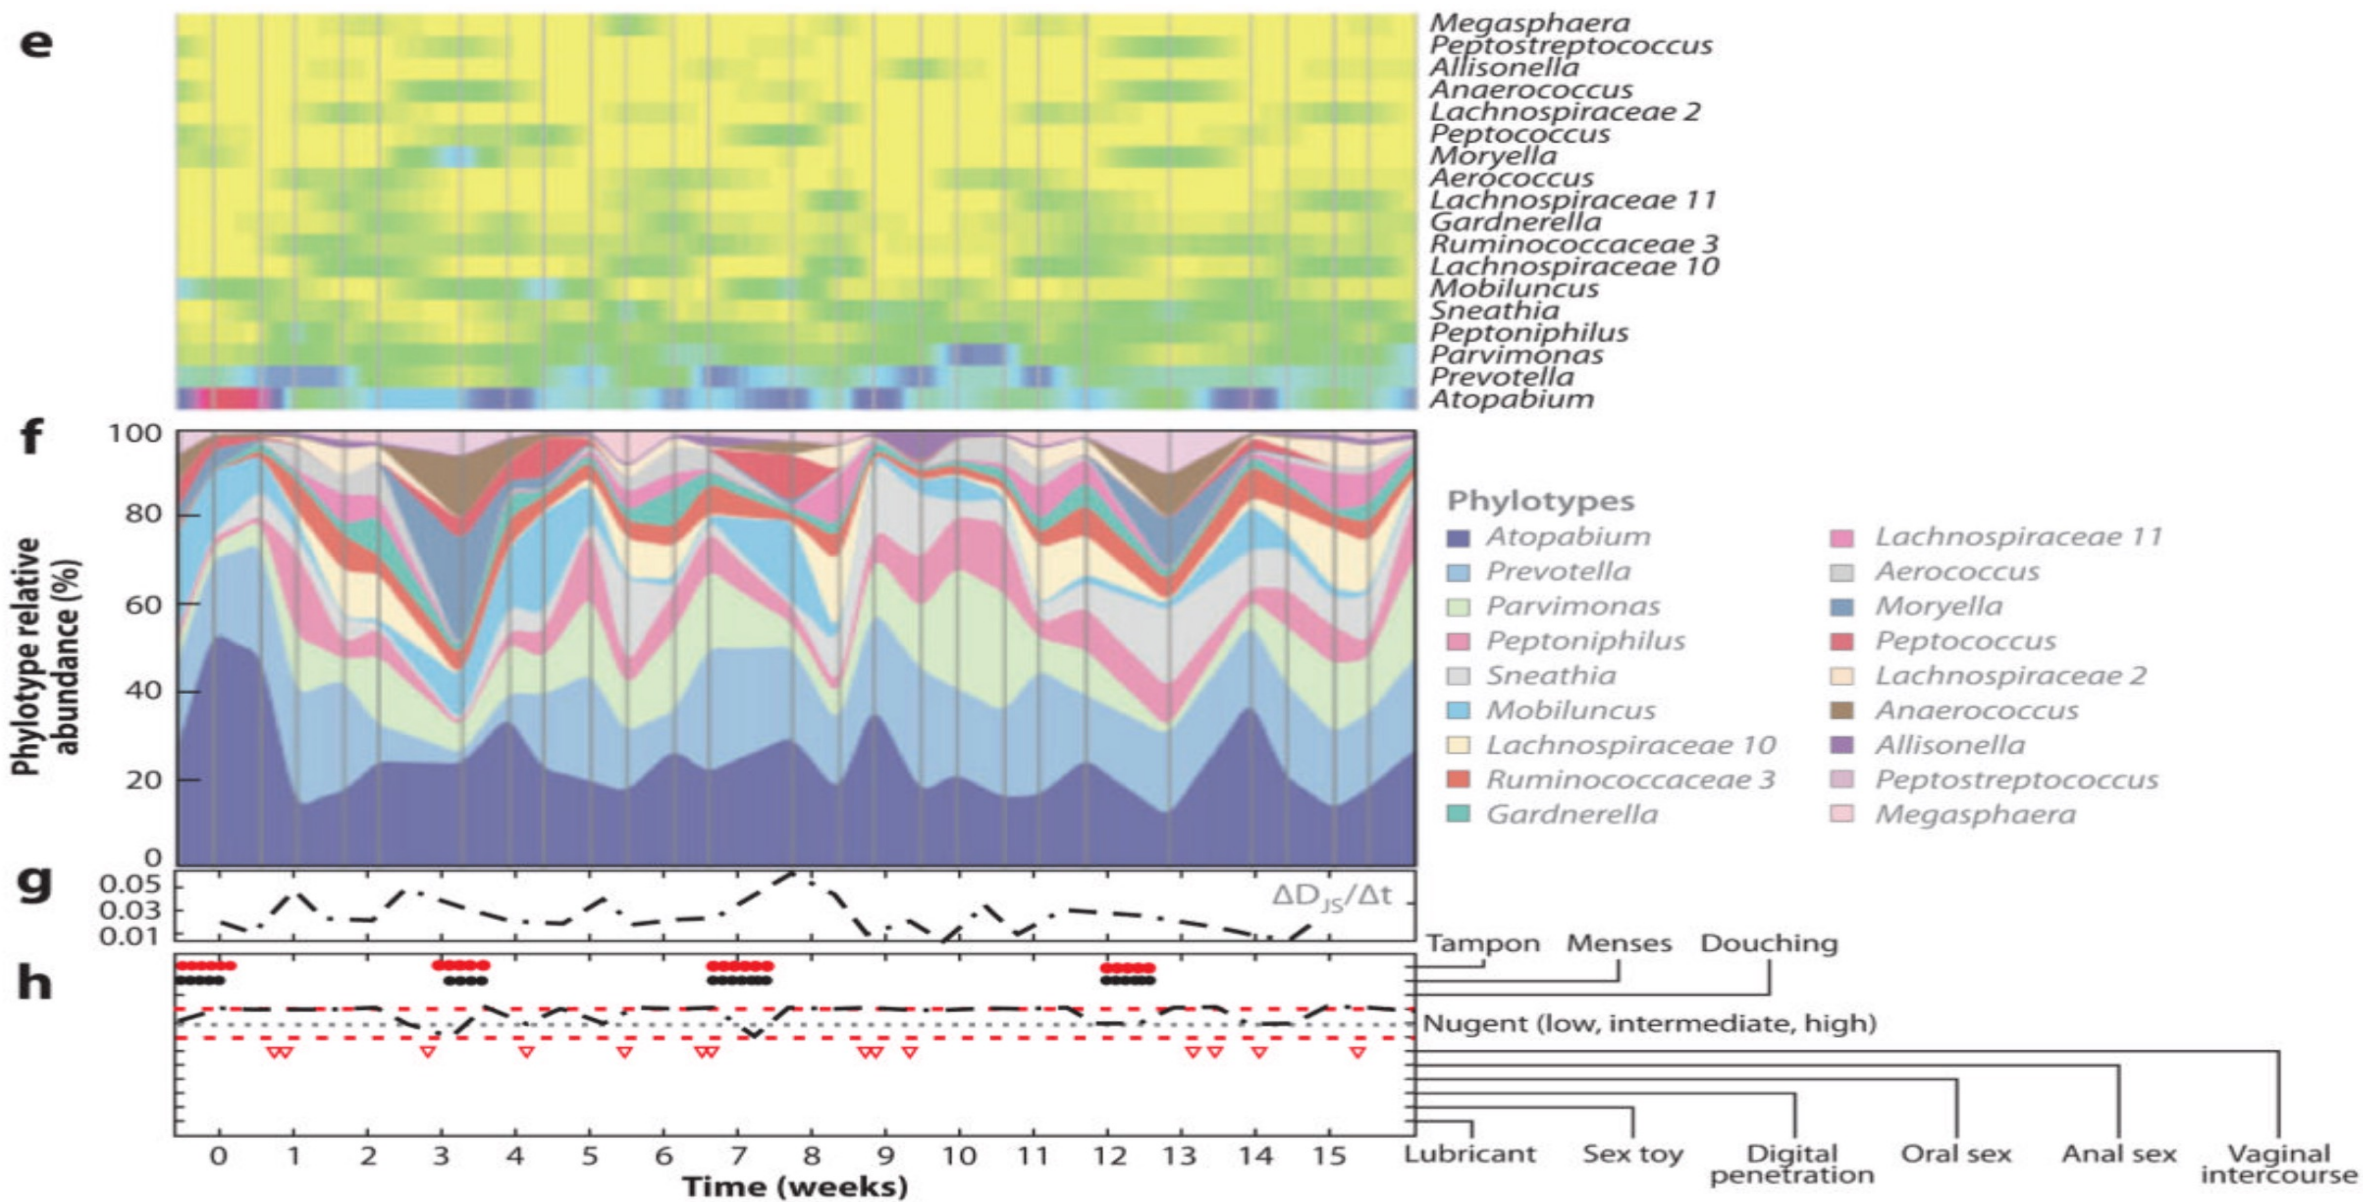 e
Megasphaera
Peptostreptococcus
Allisonella
Anaerococcus
Lachnospiraceae 2
Peptococcus
Moryella
Aerococcus
Lachnospiraceae 11
Gardnerella
Ruminococcaceae 3
Lachnospiraceae 10
Mobiluncus
Sneathia
Peptoniphilus
Parvimonas
Prevotella
Atopabium
f
Phylotype relative
abundance (%)
100
80
60
40
20
0
Phylotypes
Atopabium
Prevotella
Parvimonas
Peptoniphilus
Sneathia
Mobiluncus
Lachnospiraceae 10
Ruminococcaceae 3
Gardnerella
Lachnospiraceae 11
Aerococcus
Moryella
Peptococcus
Lachnospiraceae 2
Anaerococcus
Allisonella
Peptostreptococcus
Megasphaera
g
0.05
0.03
0.01
ΔD_JS/Δt
h
Tampon Menses Douching
Nugent (low, intermediate, high)
0 1 2 3 4 5 6 7 8 9 10 11 12 13 14 15
Time (weeks)
Lubricant
Sex toy
Digital
penetration
Oral sex
Anal sex
Vaginal
intercourse